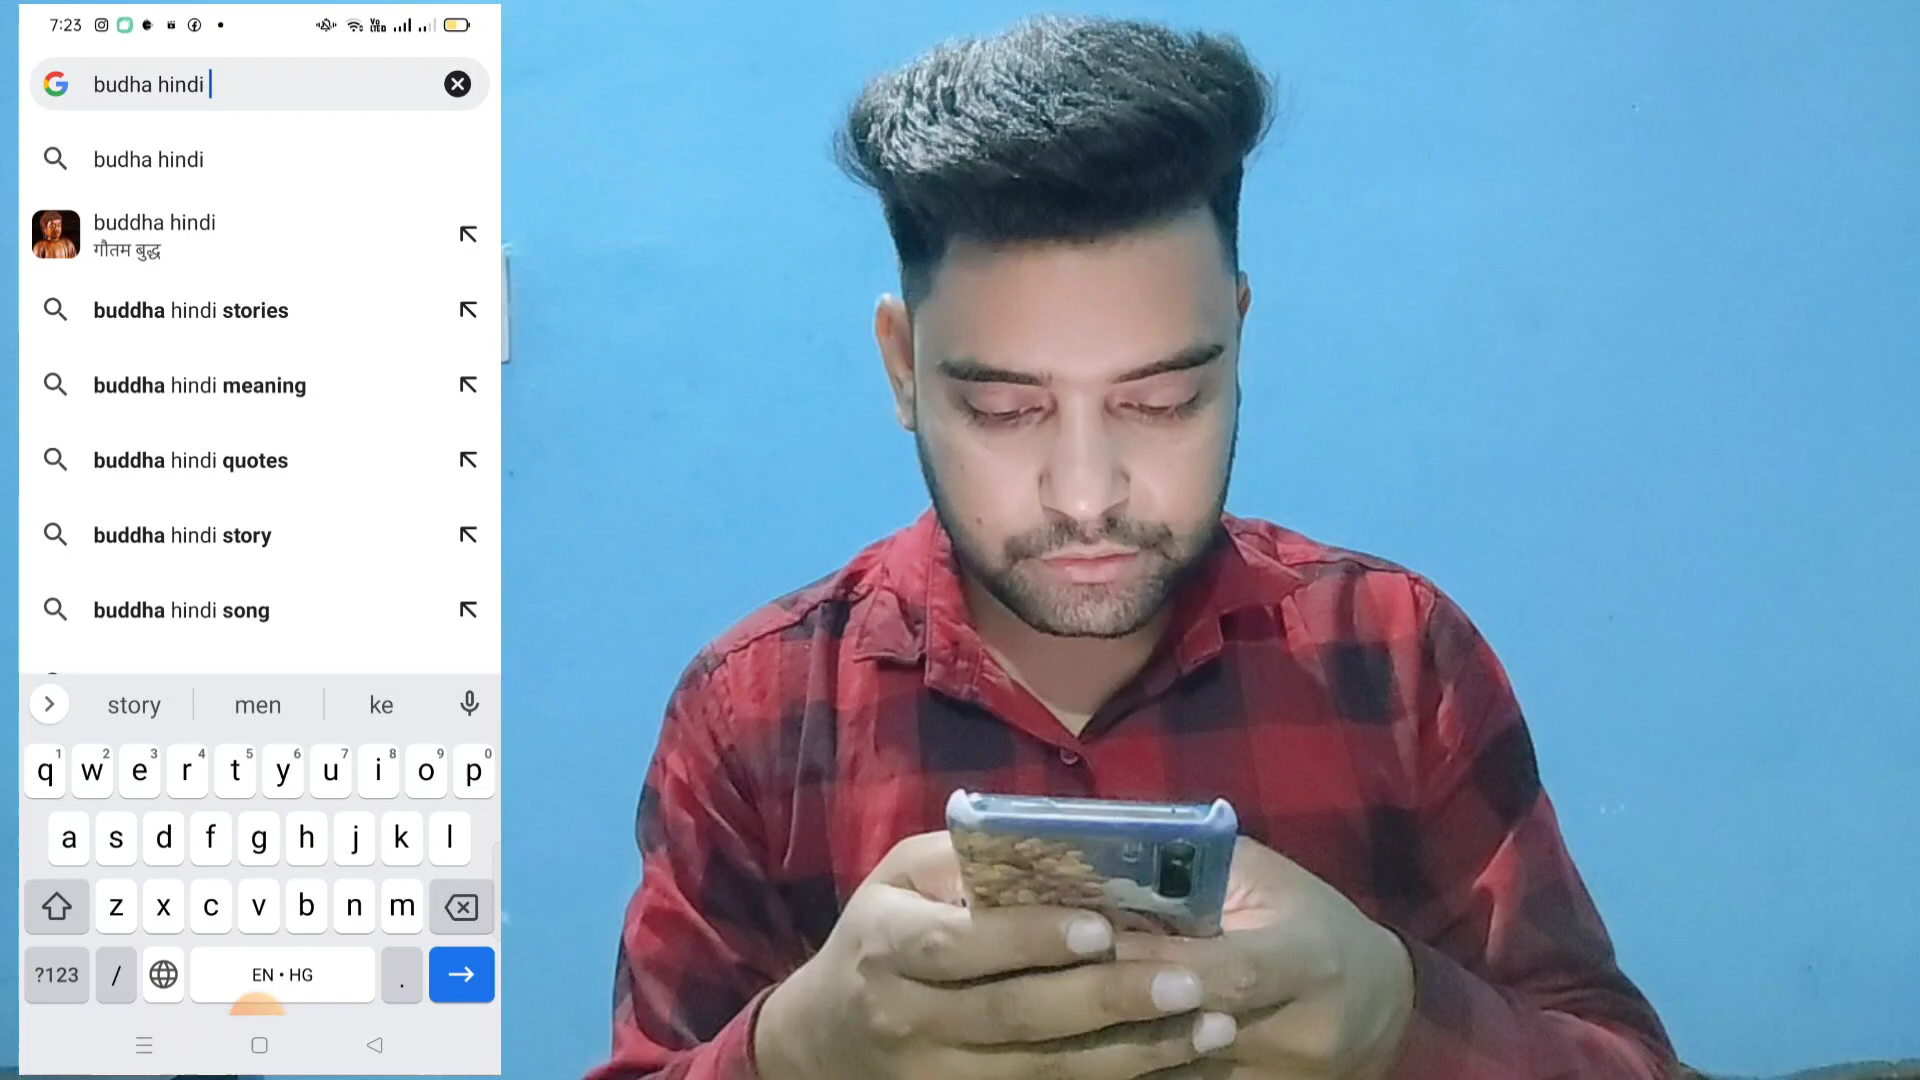 7:23
budha hindi
budha hindi
buddha hindi
गौतम बुद्ध
buddha hindi stories
buddha hindi meaning
buddha hindi quotes
buddha hindi story
buddha hindi song
story men ke
1 2 3 4 5 6 7 8 9 0
q w e r t y u i o p
a s d f g h j k l
z x c v b n m
?123 / EN • HG .